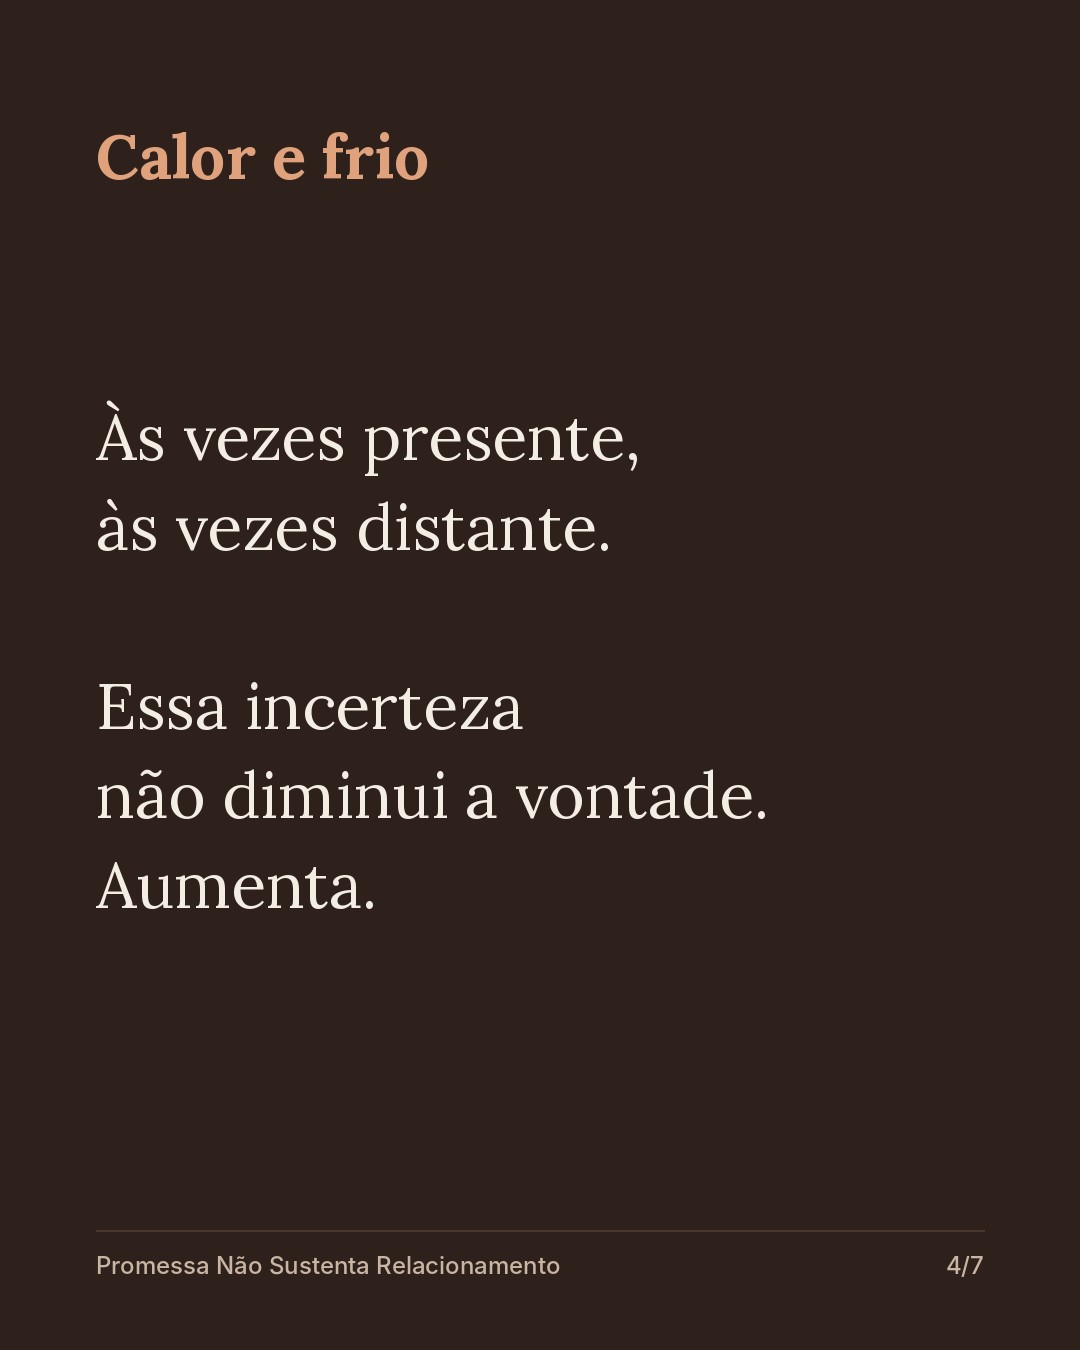 Calor e frio
Às vezes presente,
às vezes distante.
Essa incerteza
não diminui a vontade.
Aumenta.
Promessa Não Sustenta Relacionamento
4/7